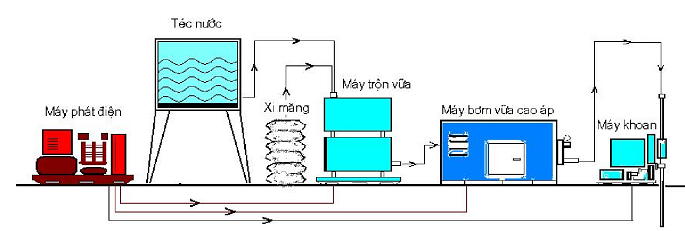 Téc nước
Máy trộn vữa
Xi măng
Máy phát điện
Máy bơm vữa cao áp
Máy khoan